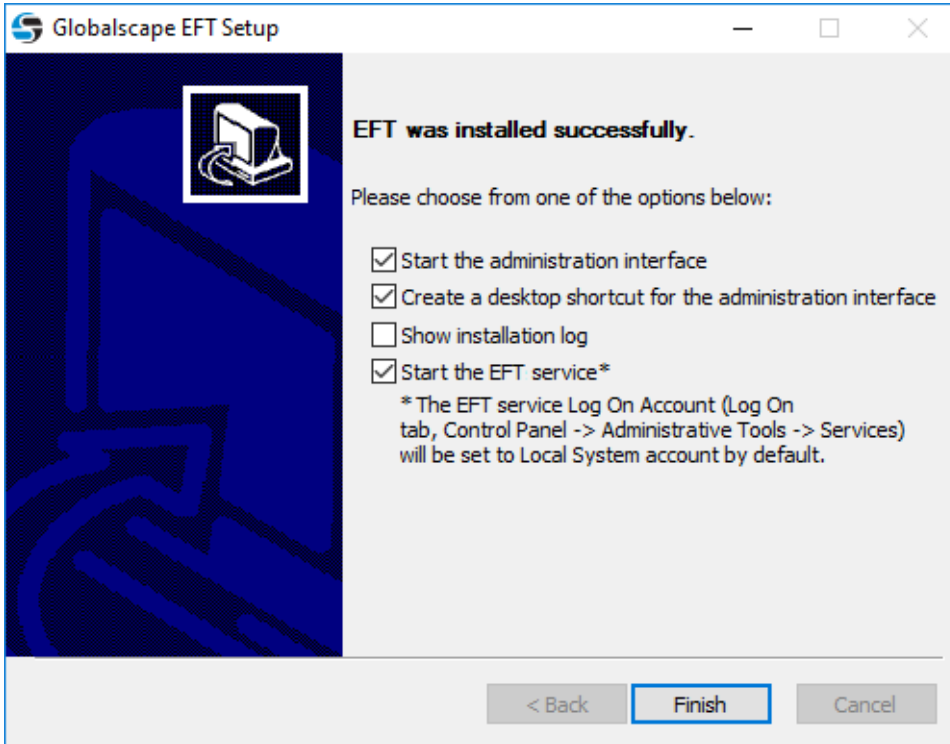 Globalscape EFT Setup
EFT was installed successfully.
Please choose from one of the options below:
Start the administration interface
Create a desktop shortcut for the administration interface
Show installation log
Start the EFT service*
* The EFT service Log On Account (Log On
tab, Control Panel -> Administrative Tools -> Services)
will be set to Local System account by default.
< Back Finish Cancel